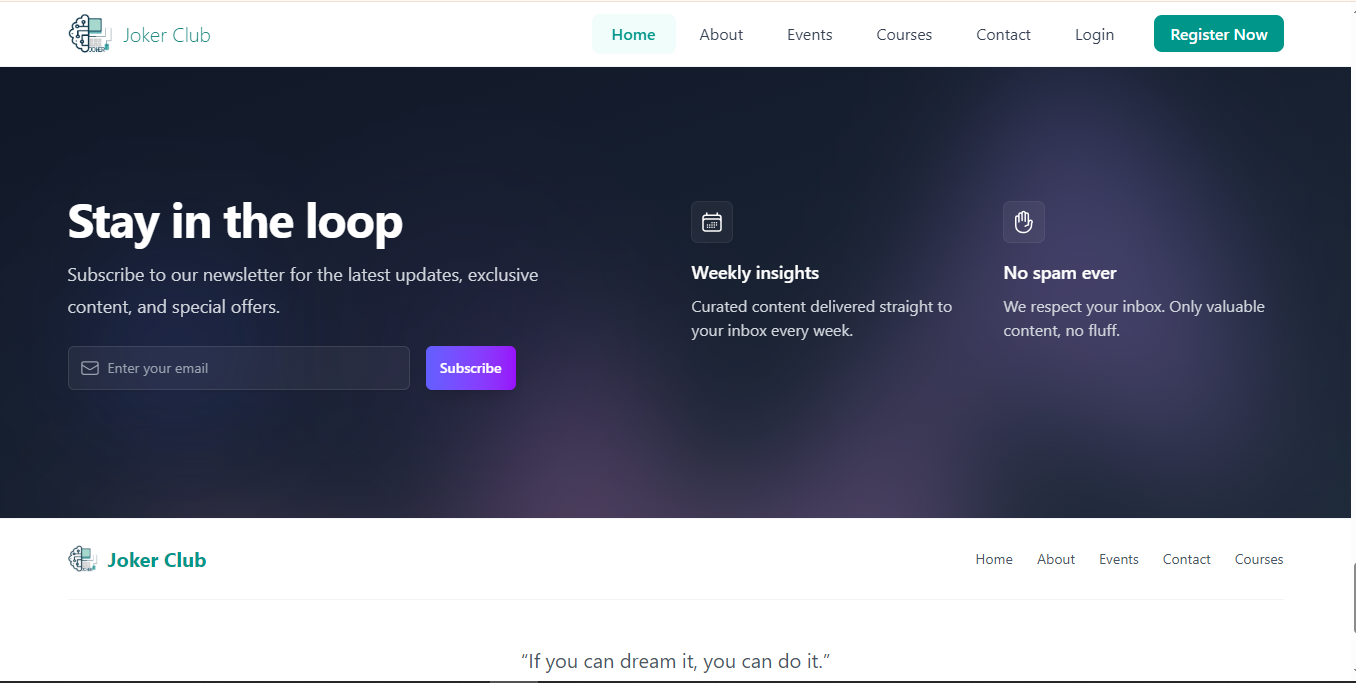 Joker Club
Home About Events Courses Contact Login Register Now
Stay in the loop
Subscribe to our newsletter for the latest updates, exclusive
content, and special offers.
Enter your email Subscribe
Weekly insights
Curated content delivered straight to
your inbox every week.
No spam ever
We respect your inbox. Only valuable
content, no fluff.
Joker Club
Home About Events Contact Courses
“If you can dream it, you can do it.”